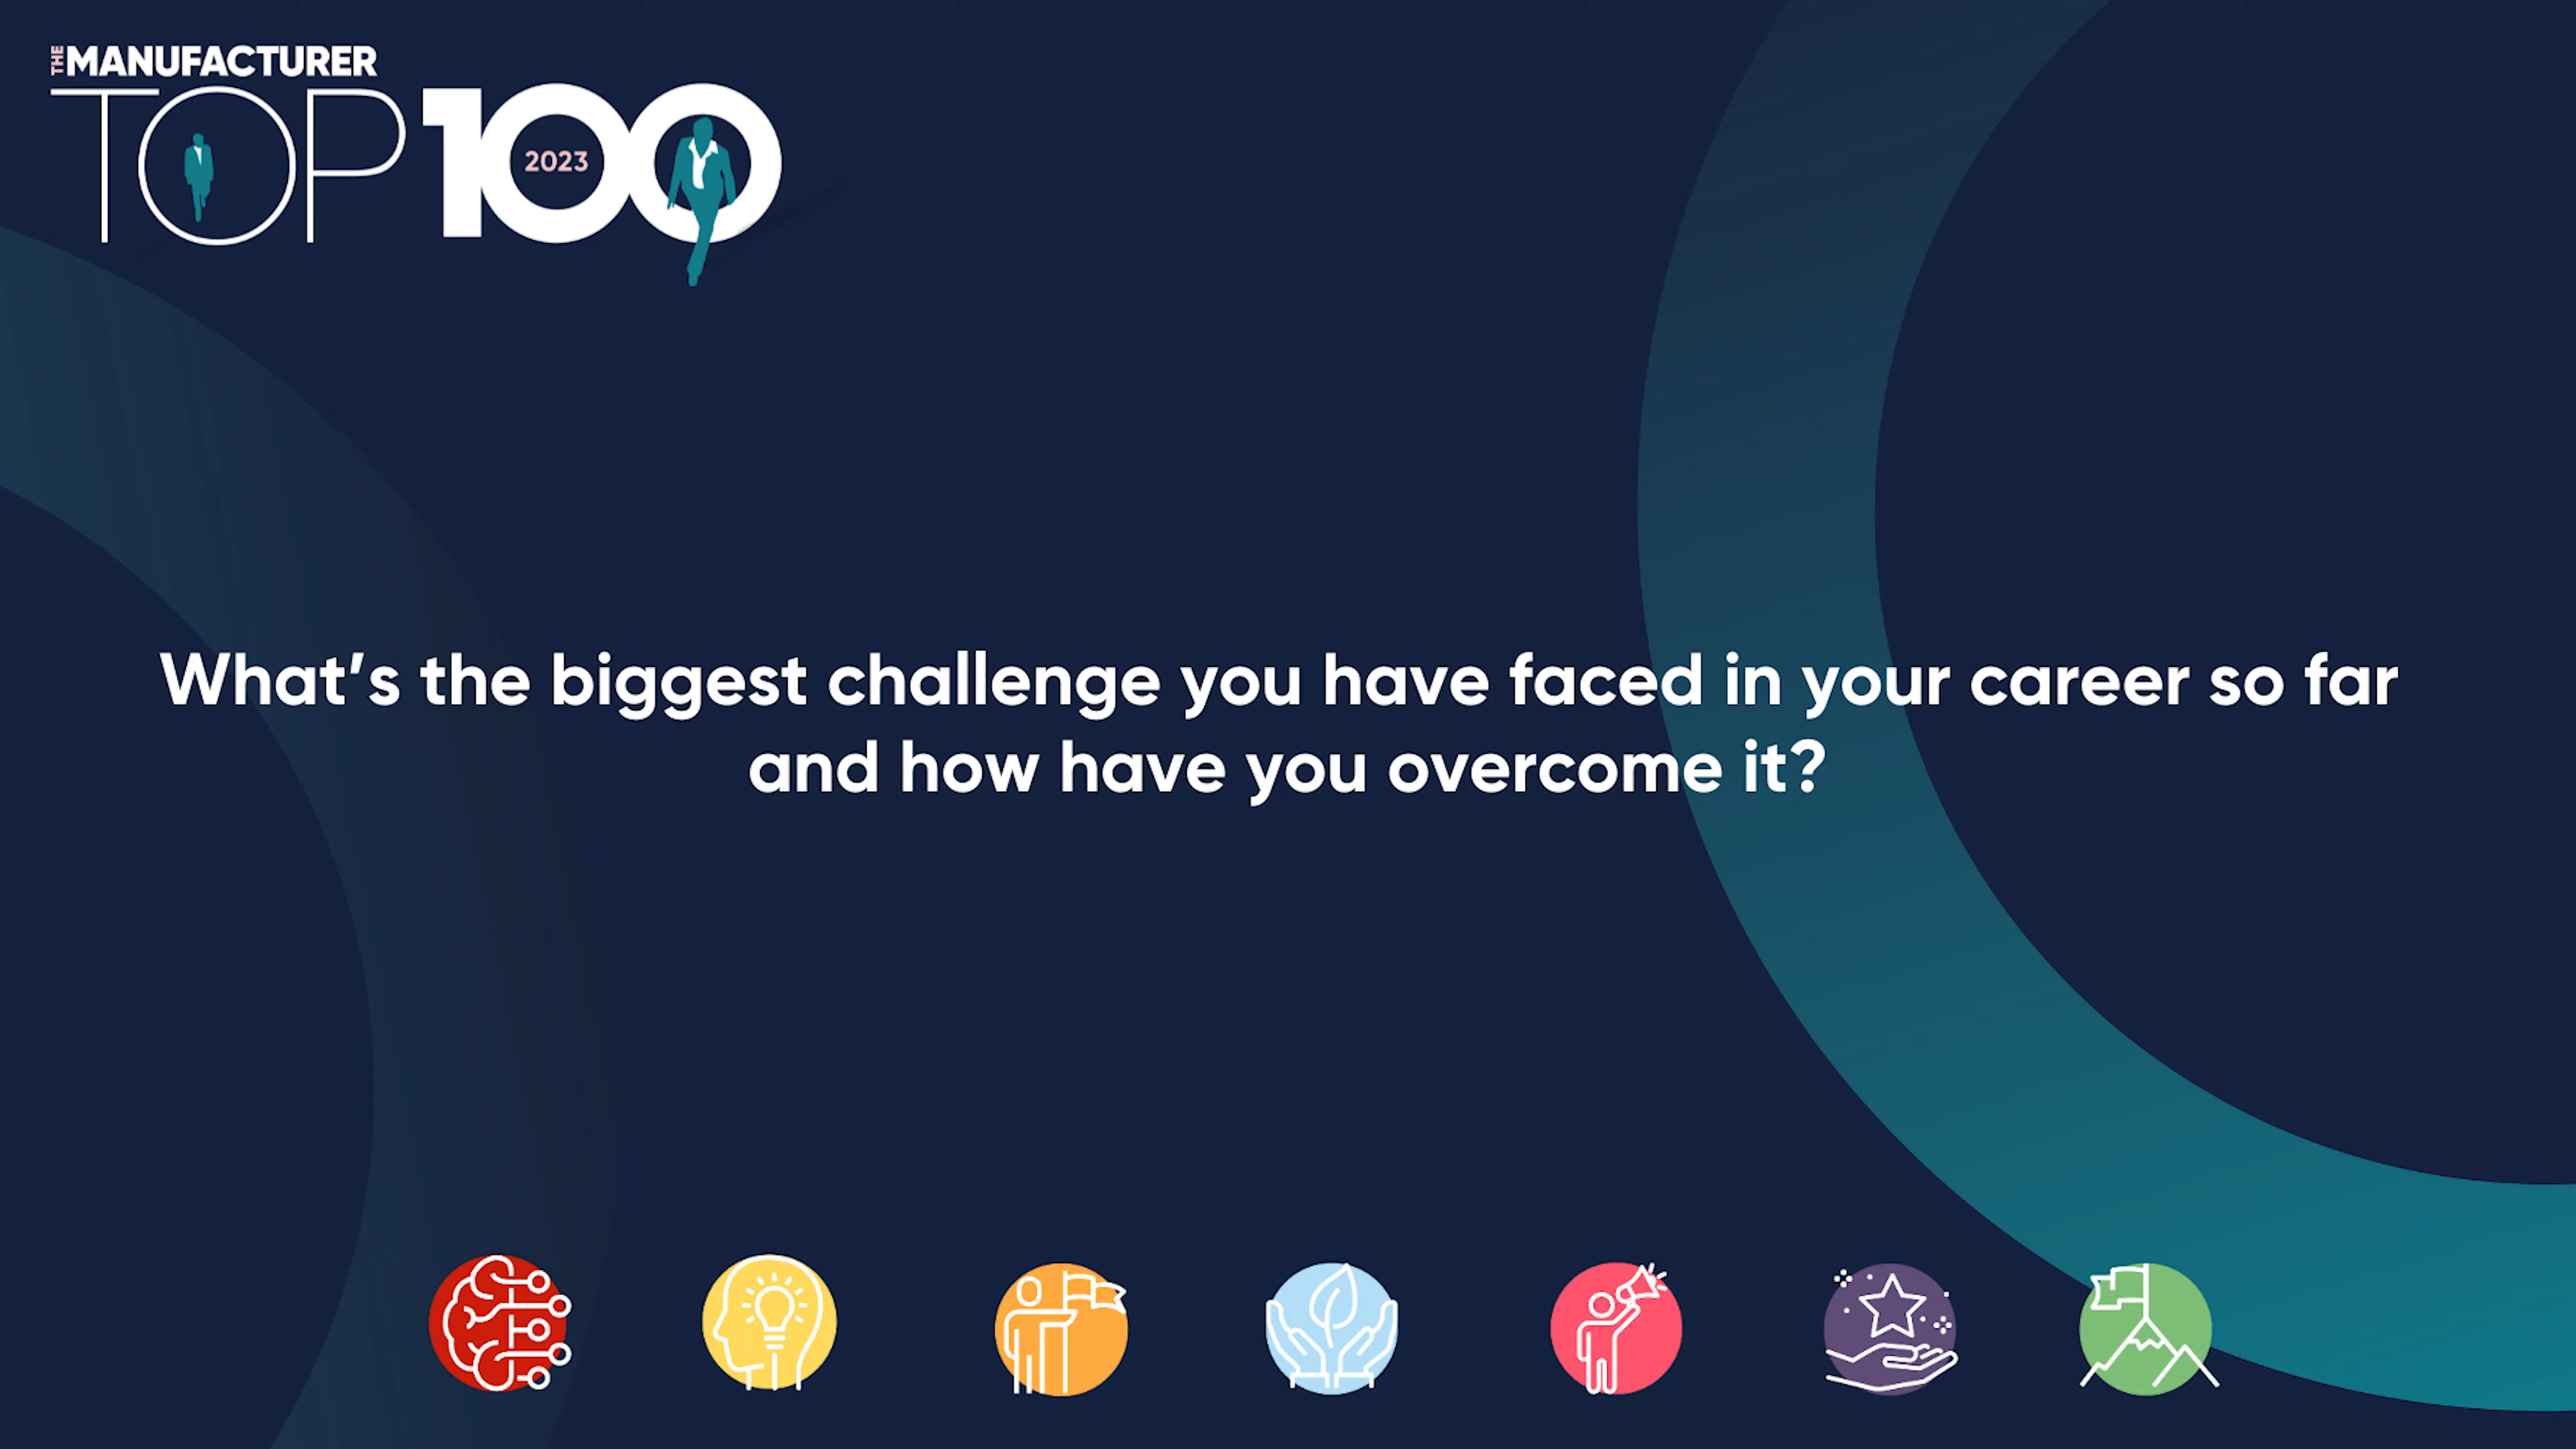 THE MANUFACTURER
TOP 100
2023
What's the biggest challenge you have faced in your career so far
and how have you overcome it?